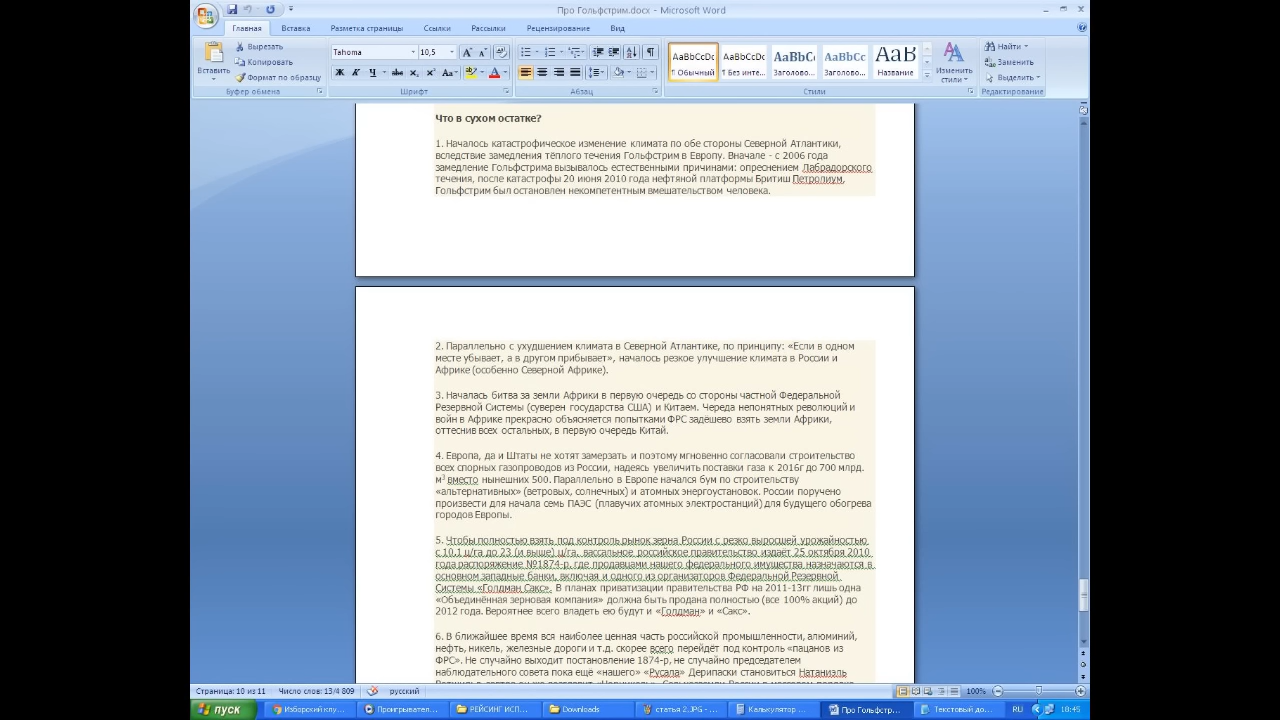 Про Гольфстрим.docx - Microsoft Word
Главная Вставка Разметка страницы Ссылки Рассылки Рецензирование Вид
Вставить
Вырезать
Копировать
Формат по образцу
Буфер обмена
Tahoma 10,5
Шрифт
Абзац
AaBbCcDc AaBbCcDc AaBbC AaBbCc AaB
¶ Обычный ¶ Без инте... Заголово... Заголово... Название
Изменить стили
Стили
Найти
Заменить
Выделить
Редактирование
Что в сухом остатке?
1. Началось катастрофическое изменение климата по обе стороны Северной Атлантики,
вследствие замедления тёплого течения Гольфстрим в Европу. Вначале - с 2006 года
замедление Гольфстрима вызывалось естественными причинами: опреснением Лабрадорского
течения, после катастрофы 20 июня 2010 года нефтяной платформы Бритиш Петролиум,
Гольфстрим был остановлен некомпетентным вмешательством человека.
2. Параллельно с ухудшением климата в Северной Атлантике, по принципу: «Если в одном
месте убывает, а в другом прибывает», началось резкое улучшение климата в России и
Африке (особенно Северной Африке).
3. Началась битва за земли Африки в первую очередь со стороны частной Федеральной
Резервной Системы (суверен государства США) и Китаем. Череда непонятных революций и
войн в Африке прекрасно объясняется попытками ФРС задёшево взять земли Африки,
оттеснив всех остальных, в первую очередь Китай.
4. Европа, да и Штаты не хотят замерзать и поэтому мгновенно согласовали строительство
всех спорных газопроводов из России, надеясь увеличить поставки газа к 2016г до 700 млрд.
м³ вместо нынешних 500. Параллельно в Европе начался бум по строительству
«альтернативных» (ветровых, солнечных) и атомных энергоустановок. России поручено
произвести для начала семь ПАЭС (плавучих атомных электростанций) для будущего обогрева
городов Европы.
5. Чтобы полностью взять под контроль рынок зерна России с резко выросшей урожайностью
с 10,1 ц/га до 23 (и выше) ц/га, вассальное российское правительство издаёт 25 октября 2010
года распоряжение №1874-р, где продавцами нашего федерального имущества назначаются в
основном западные банки, включая и одного из организаторов Федеральной Резервной
Системы «Голдман Сакс». В планах приватизации правительства РФ на 2011-13гг лишь одна
«Объединённая зерновая компания» должна быть продана полностью (все 100% акций) до
2012 года. Вероятнее всего владеть ею будут и «Голдман» и «Сакс».
6. В ближайшее время вся наиболее ценная часть российской промышленности, алюминий,
нефть, никель, железные дороги и т.д. скорее всего перейдёт под контроль «пацанов из
ФРС». Не случайно выходит постановление 1874-р, не случайно председателем
наблюдательного совета пока ещё «нашего» «Русала» Дерипаски становиться Натаниэль
Страница: 10 из 11 Число слов: 13/4 809 русский 100%
пуск Изборский клу... Проигрывател... РЕЙСИНГ ИСП... Downloads статья 2.JPG - ... Калькулятор Про Гольфстр... Текстовый до... RU 18:45